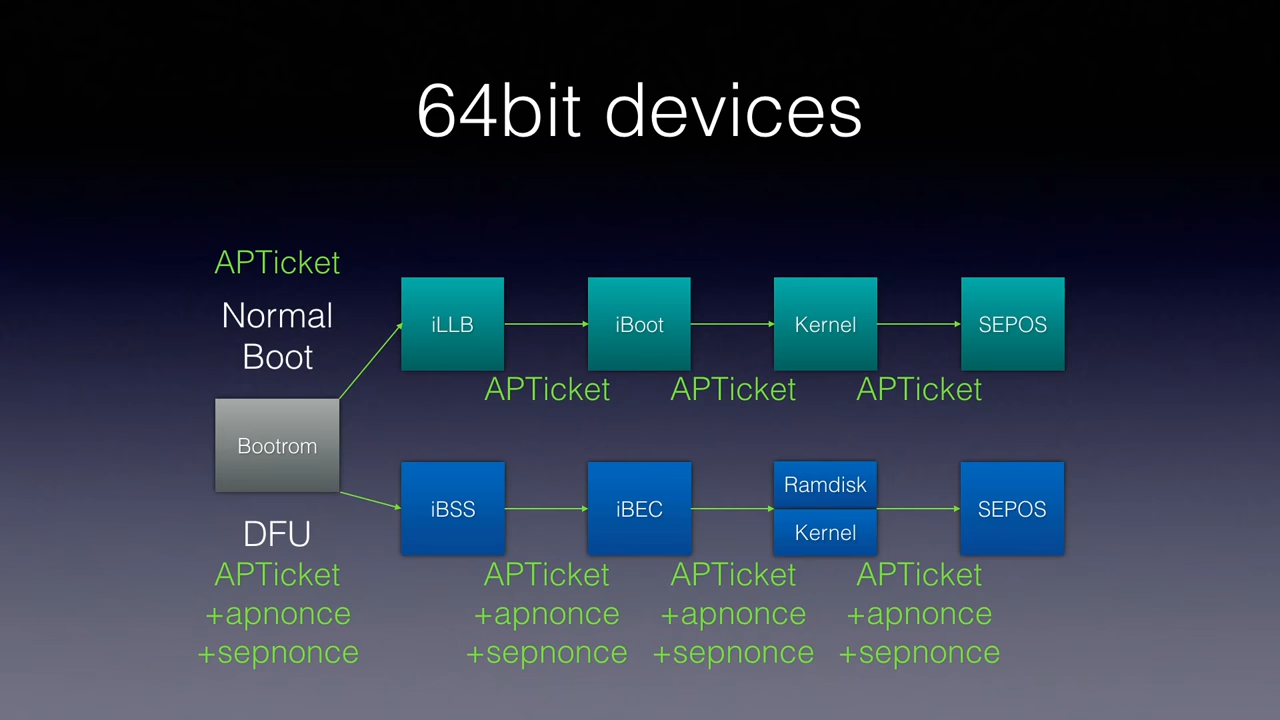 64bit devices
APTicket
Normal
Boot
iLLB
iBoot
Kernel
SEPOS
APTicket
APTicket
APTicket
Bootrom
iBSS
iBEC
Ramdisk
Kernel
SEPOS
DFU
APTicket
+apnonce
+sepnonce
APTicket
+apnonce
+sepnonce
APTicket
+apnonce
+sepnonce
APTicket
+apnonce
+sepnonce